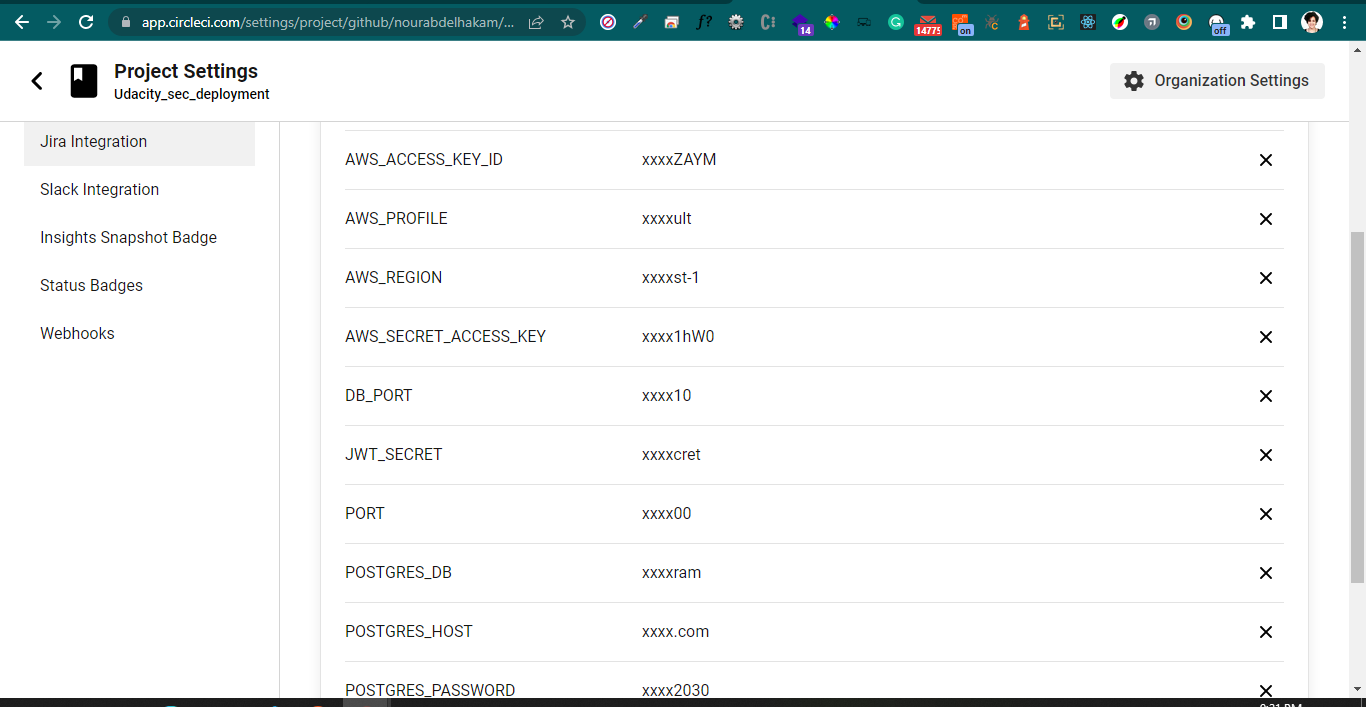 app.circleci.com/settings/project/github/nourabdelhakam/...
f?
14
14775
on
off
Project Settings
Udacity_sec_deployment
Organization Settings
Jira Integration
Slack Integration
Insights Snapshot Badge
Status Badges
Webhooks
AWS_ACCESS_KEY_ID xxxxZAYM
AWS_PROFILE xxxxult
AWS_REGION xxxxst-1
AWS_SECRET_ACCESS_KEY xxxx1hW0
DB_PORT xxxx10
JWT_SECRET xxxxcret
PORT xxxx00
POSTGRES_DB xxxxram
POSTGRES_HOST xxxx.com
POSTGRES_PASSWORD xxxx2030